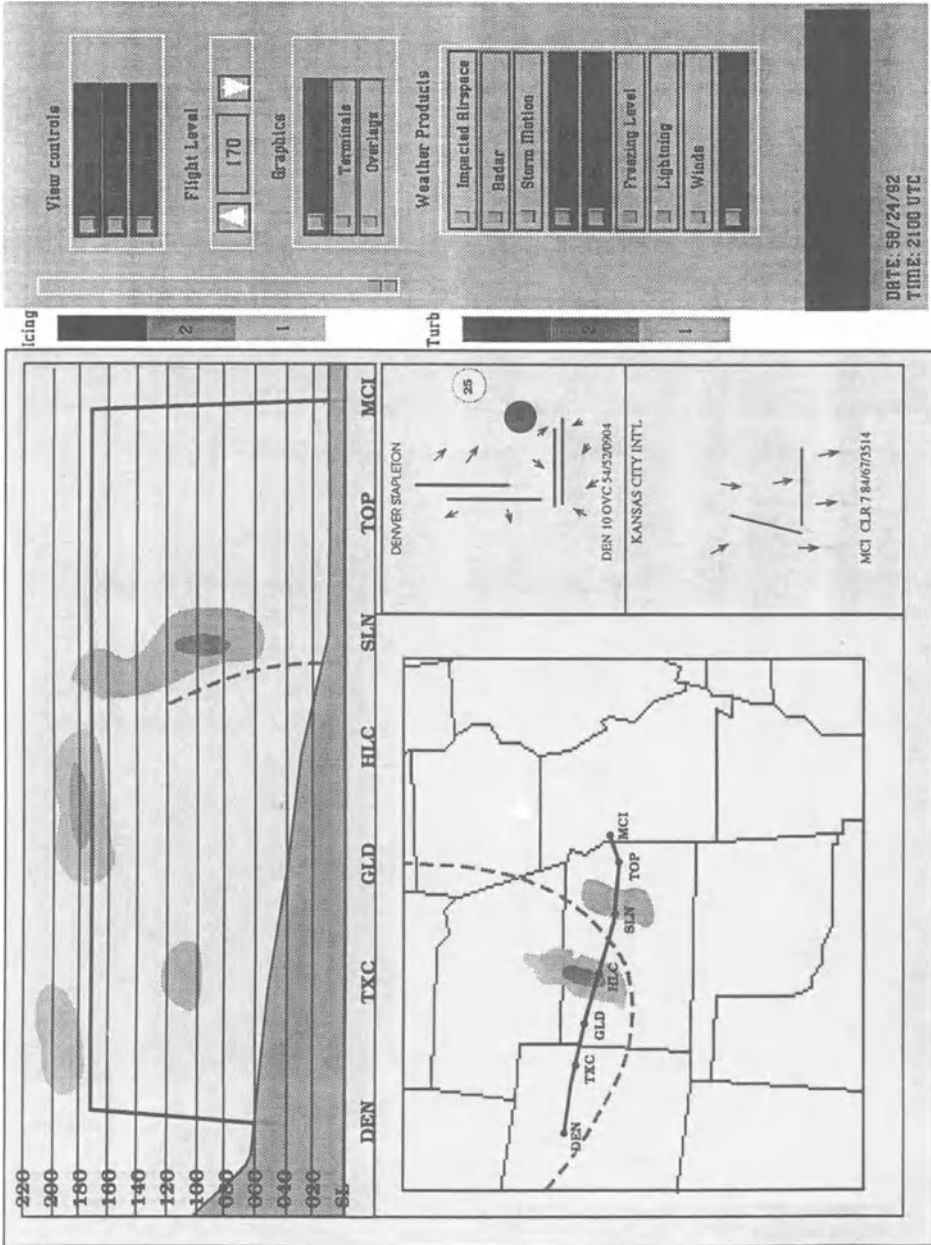 220
200
180
160
140
120
100
080
060
040
020
SL
DEN TXC GLD HLC SLN TOP MCI
Icing
2
1
Turb
2
1
DENVER STAPLETON
25
DEN 10 OVC 54/52/0904
KANSAS CITY INT'L
MCI CLR 7 84/67/3514
DEN
TXC
GLD
HLC
SLN
TOP
MCI
View controls
Flight Level
170
Graphics
Terminals
Overlays
Weather Products
Impacted Airspace
Radar
Storm Motion
Freezing Level
Lightning
Winds
DATE: 58/24/92
TIME: 2100 UTC